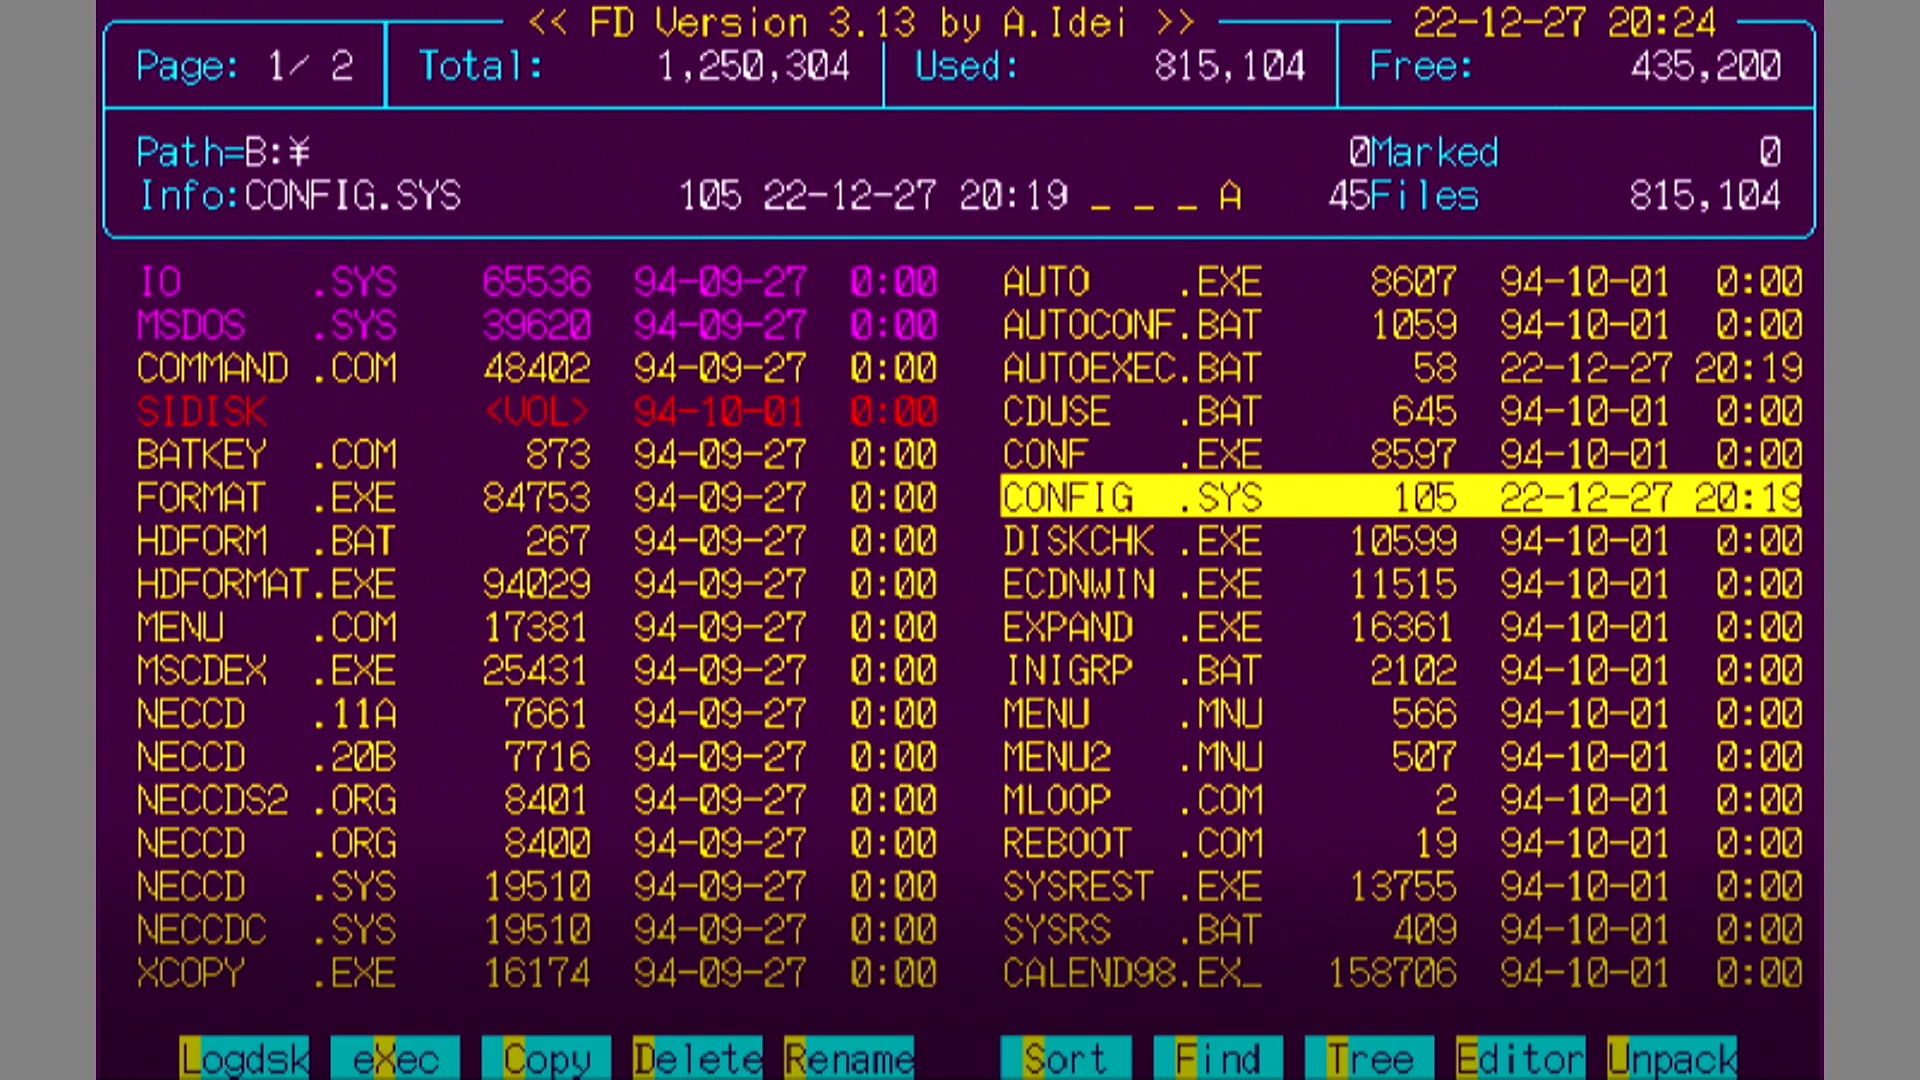 << FD Version 3.13 by A.Idei >> 22-12-27 20:24
Page: 1/ 2 Total: 1,250,304 Used: 815,104 Free: 435,200
Path=B:¥ 0Marked 0
Info:CONFIG.SYS 105 22-12-27 20:19 _ _ _ A 45Files 815,104
IO .SYS 65536 94-09-27 0:00
MSDOS .SYS 39620 94-09-27 0:00
COMMAND .COM 48402 94-09-27 0:00
SIDISK <VOL> 94-10-01 0:00
BATKEY .COM 873 94-09-27 0:00
FORMAT .EXE 84753 94-09-27 0:00
HDFORM .BAT 267 94-09-27 0:00
HDFORMAT.EXE 94029 94-09-27 0:00
MENU .COM 17381 94-09-27 0:00
MSCDEX .EXE 25431 94-09-27 0:00
NECCD .11A 7661 94-09-27 0:00
NECCD .20B 7716 94-09-27 0:00
NECCDS2 .ORG 8401 94-09-27 0:00
NECCD .ORG 8400 94-09-27 0:00
NECCD .SYS 19510 94-09-27 0:00
NECCDC .SYS 19510 94-09-27 0:00
XCOPY .EXE 16174 94-09-27 0:00
AUTO .EXE 8607 94-10-01 0:00
AUTOCONF.BAT 1059 94-10-01 0:00
AUTOEXEC.BAT 58 22-12-27 20:19
CDUSE .BAT 645 94-10-01 0:00
CONF .EXE 8597 94-10-01 0:00
CONFIG .SYS 105 22-12-27 20:19
DISKCHK .EXE 10599 94-10-01 0:00
ECDNWIN .EXE 11515 94-10-01 0:00
EXPAND .EXE 16361 94-10-01 0:00
INIGRP .BAT 2102 94-10-01 0:00
MENU .MNU 566 94-10-01 0:00
MENU2 .MNU 507 94-10-01 0:00
MLOOP .COM 2 94-10-01 0:00
REBOOT .COM 19 94-10-01 0:00
SYSREST .EXE 13755 94-10-01 0:00
SYSRS .BAT 409 94-10-01 0:00
CALEND98.EX_ 158706 94-10-01 0:00
Logdsk eXec Copy Delete Rename Sort Find Tree Editor Unpack